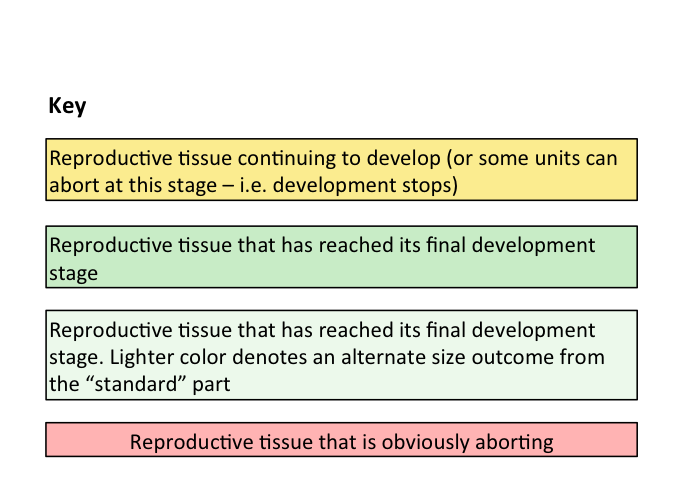 Key
Reproductive tissue continuing to develop (or some units can
abort at this stage – i.e. development stops)
Reproductive tissue that has reached its final development
stage
Reproductive tissue that has reached its final development
stage. Lighter color denotes an alternate size outcome from
the “standard” part
Reproductive tissue that is obviously aborting